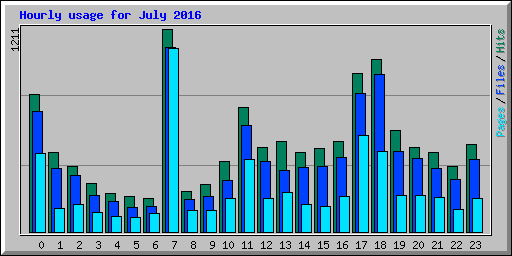 Hourly usage for July 2016
1211
Pages/Files/Hits
0 1 2 3 4 5 6 7 8 9 10 11 12 13 14 15 16 17 18 19 20 21 22 23